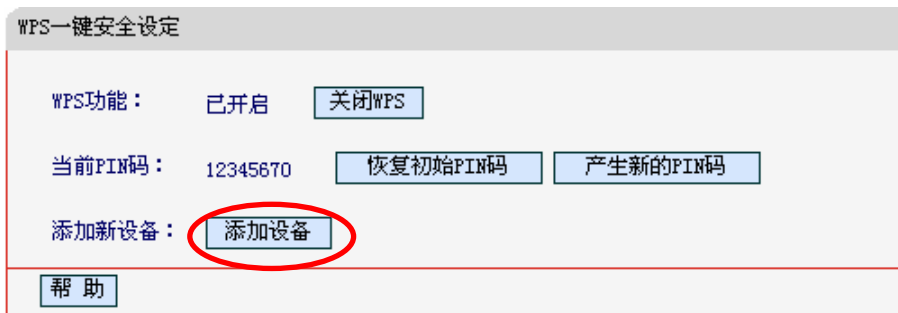 WPS一键安全设定
WPS功能： 已开启 关闭WPS
当前PIN码： 12345670 恢复初始PIN码 产生新的PIN码
添加新设备： 添加设备
帮 助